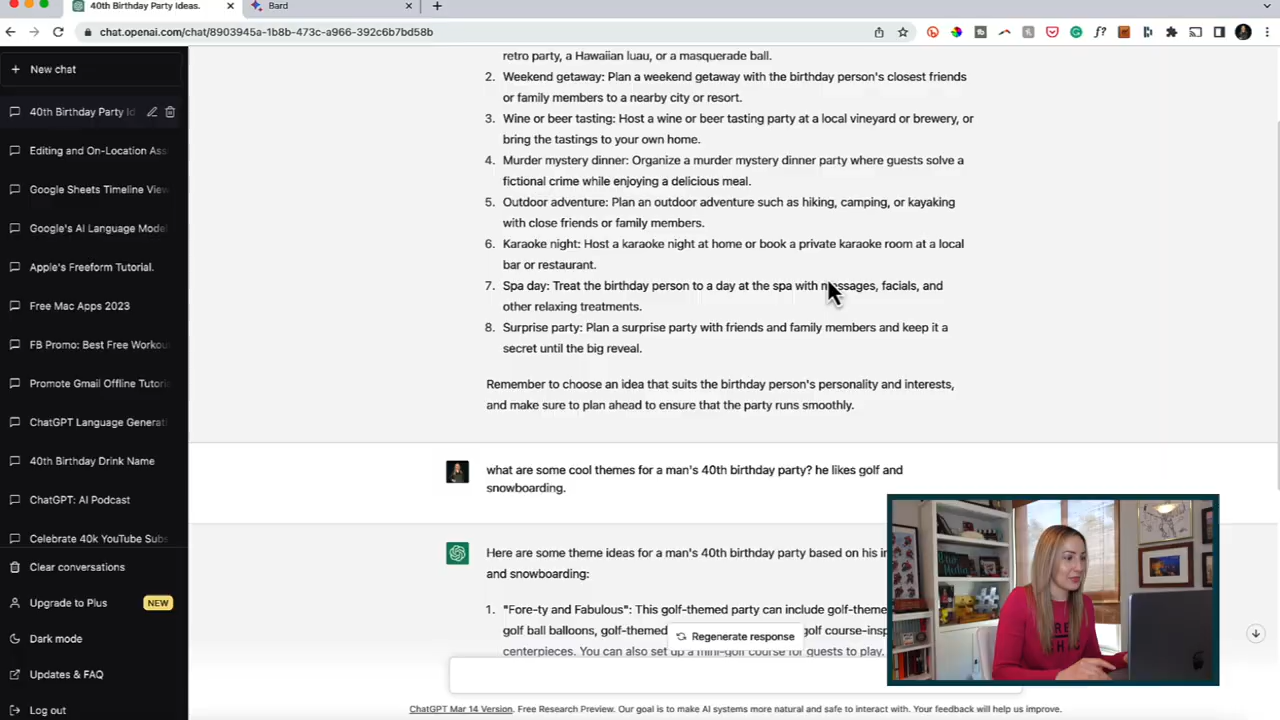 40th Birthday Party Ideas.
Bard
chat.openai.com/chat/8903945a-1b8b-473c-a966-392c6b7bd58b
New chat
40th Birthday Party Id
Editing and On-Location Ass
Google Sheets Timeline View
Google's AI Language Model
Apple's Freeform Tutorial.
Free Mac Apps 2023
FB Promo: Best Free Workou
Promote Gmail Offline Tutoria
ChatGPT Language Generati
40th Birthday Drink Name
ChatGPT: AI Podcast
Celebrate 40k YouTube Subs
Clear conversations
Upgrade to Plus NEW
Dark mode
Updates & FAQ
Log out
retro party, a Hawaiian luau, or a masquerade ball.
2. Weekend getaway: Plan a weekend getaway with the birthday person's closest friends
or family members to a nearby city or resort.
3. Wine or beer tasting: Host a wine or beer tasting party at a local vineyard or brewery, or
bring the tastings to your own home.
4. Murder mystery dinner: Organize a murder mystery dinner party where guests solve a
fictional crime while enjoying a delicious meal.
5. Outdoor adventure: Plan an outdoor adventure such as hiking, camping, or kayaking
with close friends or family members.
6. Karaoke night: Host a karaoke night at home or book a private karaoke room at a local
bar or restaurant.
7. Spa day: Treat the birthday person to a day at the spa with massages, facials, and
other relaxing treatments.
8. Surprise party: Plan a surprise party with friends and family members and keep it a
secret until the big reveal.
Remember to choose an idea that suits the birthday person's personality and interests,
and make sure to plan ahead to ensure that the party runs smoothly.
what are some cool themes for a man's 40th birthday party? he likes golf and
snowboarding.
Here are some theme ideas for a man's 40th birthday party based on his in
and snowboarding:
1. "Fore-ty and Fabulous": This golf-themed party can include golf-theme
golf ball balloons, golf-themed golf course-insp
Regenerate response
centerpieces. You can also set up a mini-golf course for guests to play.
ChatGPT Mar 14 Version. Free Research Preview. Our goal is to make AI systems more natural and safe to interact with. Your feedback will help us improve.